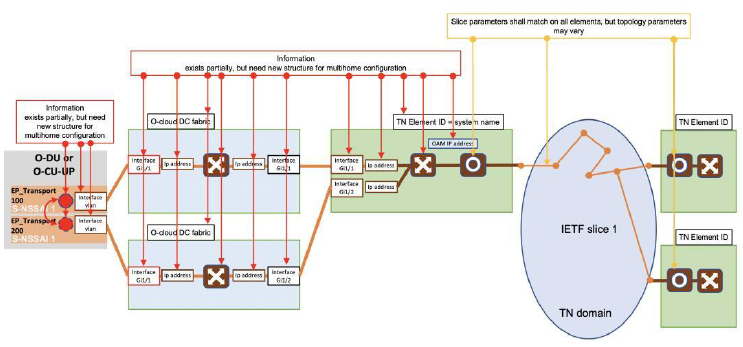 Slice parameters shall match on all elements, but topology parameters
may vary
Information
exists partially, but need new structure for multihome configuration
Information
exists partially, but need
new structure for
multihome configuration
O-cloud DC fabric
TN Element ID = system name
TN Element ID
OAM IP address
O-DU or
O-CU-UP
Interface
Gi1/1
Ip address
Ip address
Interface
Gi1/1
Interface
Gi1/1
Ip address
Interface
Gi1/2
Ip address
EP_Transport
100
S-NSSAI 1
Interface
vlan
EP_Transport
200
S-NSSAI 1
Interface
vlan
O-cloud DC fabric
IETF slice 1
TN Element ID
Interface
Gi1/1
Ip address
Ip address
Interface
Gi1/2
TN domain